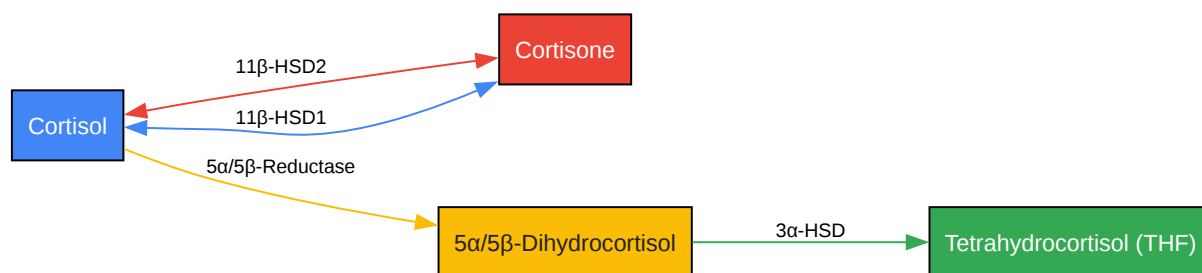 Cortisone
11β-HSD2
Cortisol
11β-HSD1
5α/5β-Reductase
5α/5β-Dihydrocortisol
3α-HSD
Tetrahydrocortisol (THF)